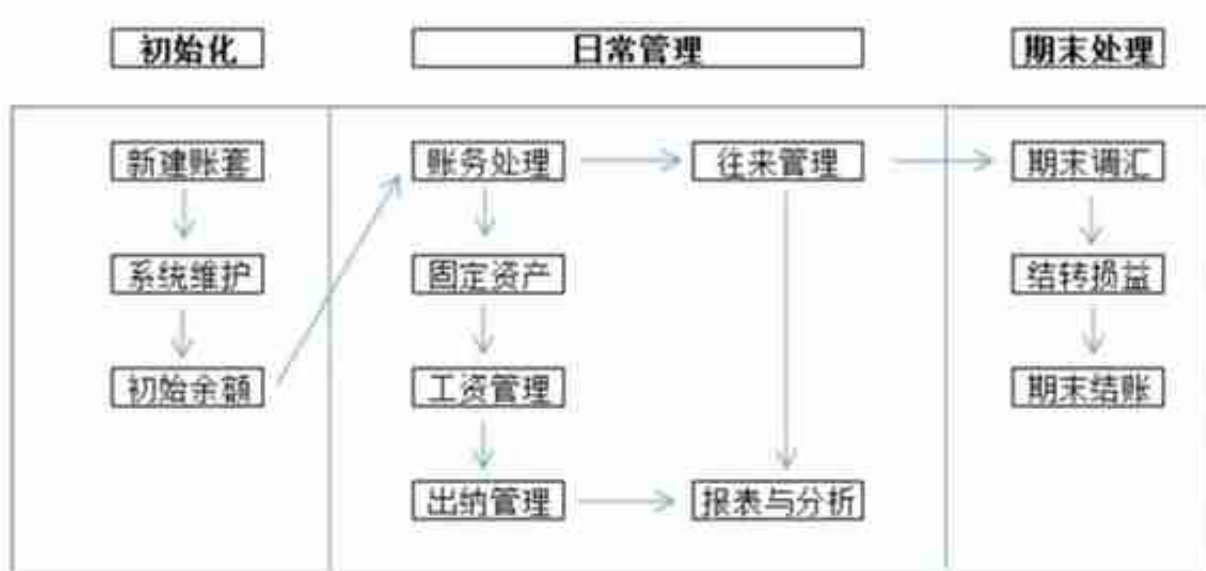 初始化
日常管理
期末处理
新建账套
账务处理
往来管理
期末调汇
系统维护
固定资产
结转损益
初始余额
工资管理
期末结账
出纳管理
报表与分析